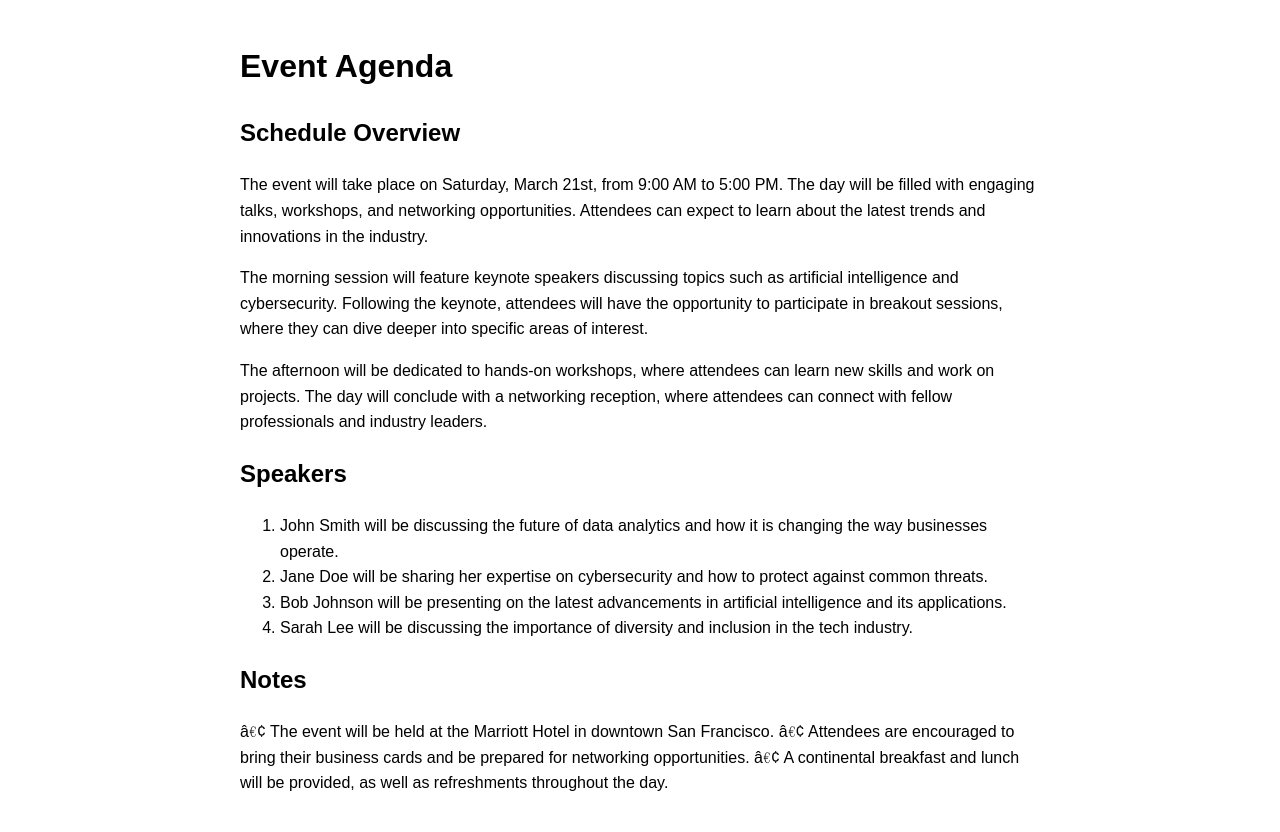 Event Agenda
Schedule Overview
The event will take place on Saturday, March 21st, from 9:00 AM to 5:00 PM. The day will be filled with engaging
talks, workshops, and networking opportunities. Attendees can expect to learn about the latest trends and
innovations in the industry.
The morning session will feature keynote speakers discussing topics such as artificial intelligence and
cybersecurity. Following the keynote, attendees will have the opportunity to participate in breakout sessions,
where they can dive deeper into specific areas of interest.
The afternoon will be dedicated to hands-on workshops, where attendees can learn new skills and work on
projects. The day will conclude with a networking reception, where attendees can connect with fellow
professionals and industry leaders.
Speakers
1. John Smith will be discussing the future of data analytics and how it is changing the way businesses
operate.
2. Jane Doe will be sharing her expertise on cybersecurity and how to protect against common threats.
3. Bob Johnson will be presenting on the latest advancements in artificial intelligence and its applications.
4. Sarah Lee will be discussing the importance of diversity and inclusion in the tech industry.
Notes
â€¢ The event will be held at the Marriott Hotel in downtown San Francisco. â€¢ Attendees are encouraged to
bring their business cards and be prepared for networking opportunities. â€¢ A continental breakfast and lunch
will be provided, as well as refreshments throughout the day.